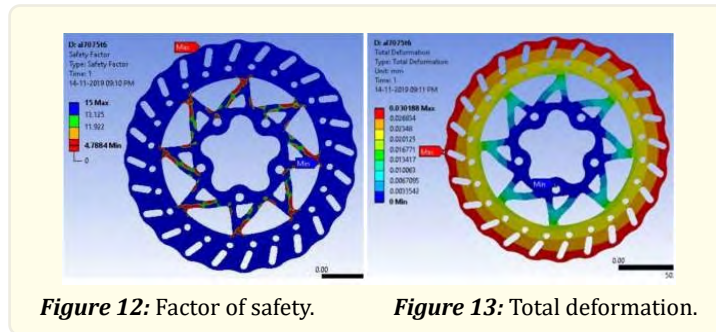 D: al7075t6
Safety Factor
Type: Safety Factor
Time: 1
14-11-2019 09:10 PM
15 Max
13.125
11.922
4.7884 Min
0
Max
Min
0.00
D: al7075t6
Total Deformation
Type: Total Deformation
Unit: mm
Time: 1
14-11-2019 09:11 PM
0.030188 Max
0.026834
0.02348
0.020125
0.016771
0.013417
0.010063
0.0067095
0.0033542
0 Min
Max
Min
0.00
50.
Figure 12: Factor of safety.
Figure 13: Total deformation.